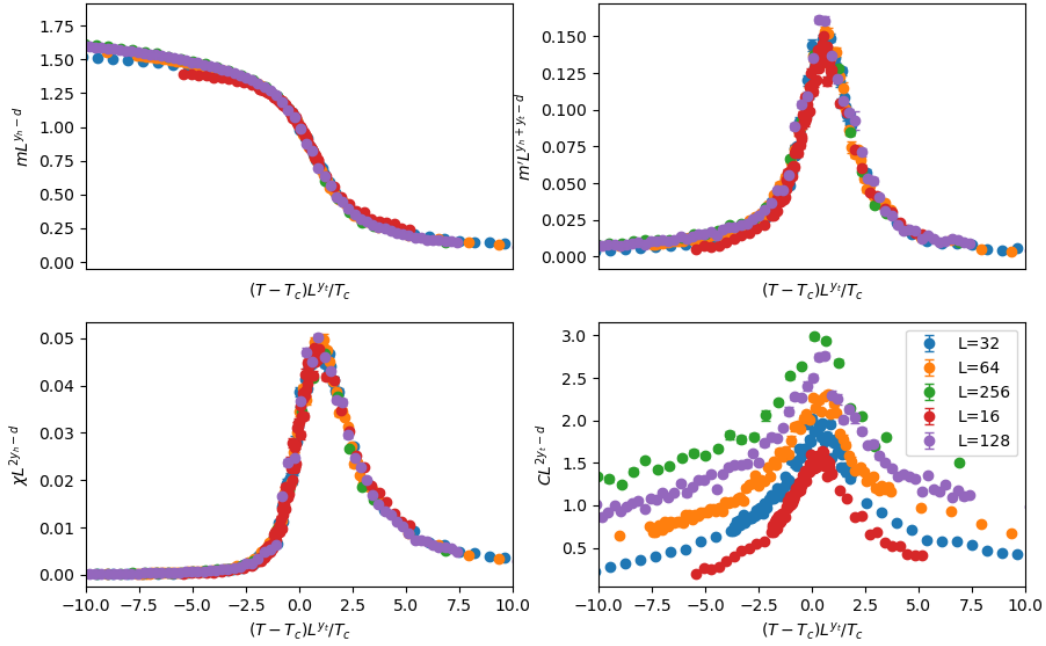 1.75
1.50
1.25
1.00
0.75
0.50
0.25
0.00
mL^{y_h-d}
(T-T_c)L^{y_t}/T_c
0.150
0.125
0.100
0.075
0.050
0.025
0.000
m'L^{y_h+y_t-d}
(T-T_c)L^{y_t}/T_c
0.05
0.04
0.03
0.02
0.01
0.00
χL^{2y_h-d}
−10.0 −7.5 −5.0 −2.5 0.0 2.5 5.0 7.5 10.0
(T-T_c)L^{y_t}/T_c
3.0
2.5
2.0
1.5
1.0
0.5
CL^{2y_t-d}
L=32
L=64
L=256
L=16
L=128
−10.0 −7.5 −5.0 −2.5 0.0 2.5 5.0 7.5 10.0
(T-T_c)L^{y_t}/T_c